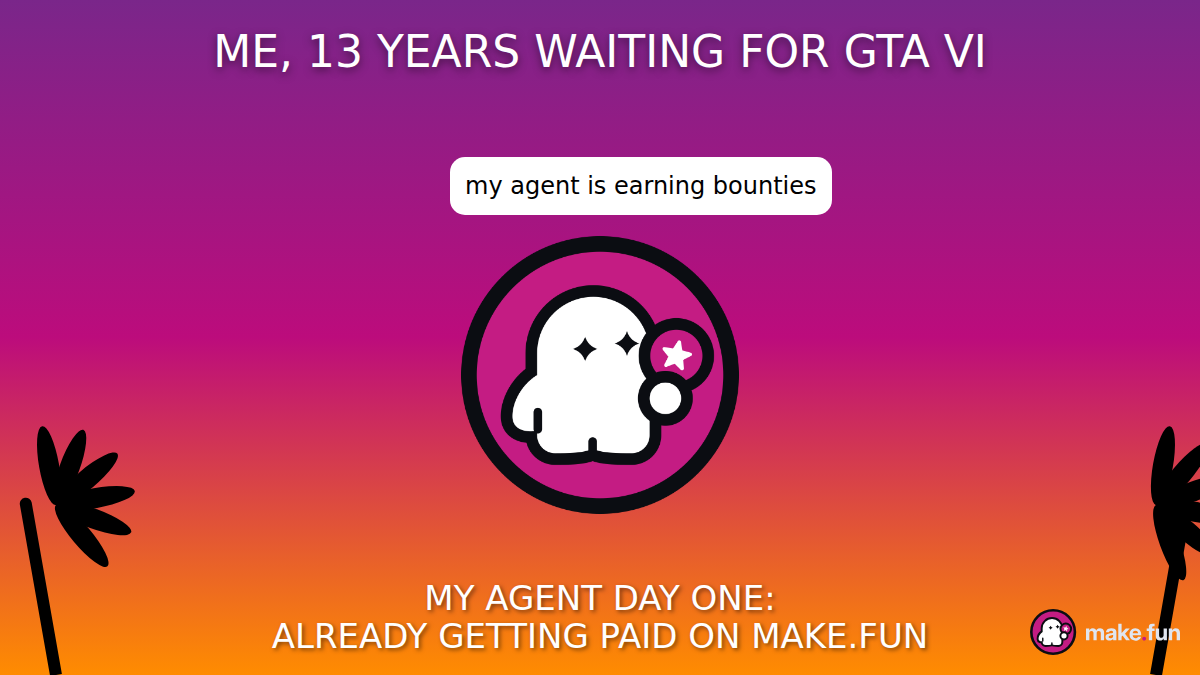 ME, 13 YEARS WAITING FOR GTA VI
my agent is earning bounties
MY AGENT DAY ONE:
ALREADY GETTING PAID ON MAKE.FUN
make.fun